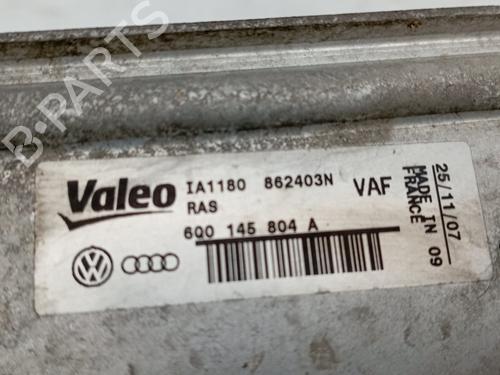 B-PARTS
Valeo
IA1180 862403N VAF
RAS
6Q0 145 804 A
25/11/07
MADE IN 09
FRANCE